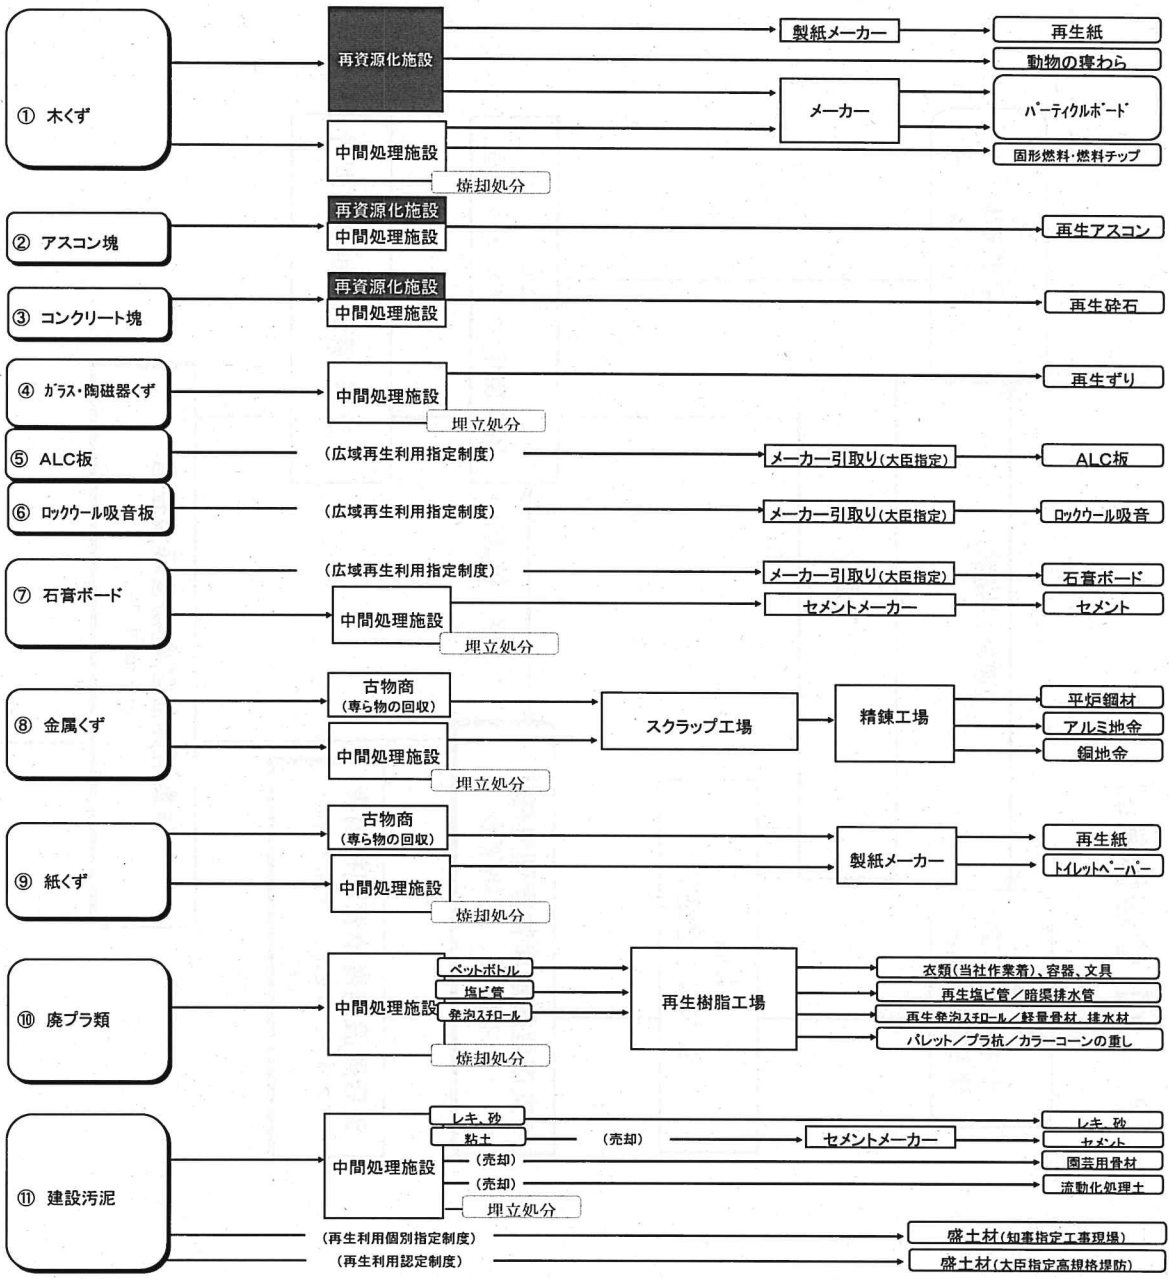 ① 木くず
再資源化施設
製紙メーカー
再生紙
動物の寝わら
メーカー
パーティクルボード
中間処理施設
固形燃料・燃料チップ
焼却処分
② アスコン塊
再資源化施設
中間処理施設
再生アスコン
③ コンクリート塊
再資源化施設
中間処理施設
再生砕石
④ ガラス・陶磁器くず
中間処理施設
再生ずり
埋立処分
⑤ ALC板
(広域再生利用指定制度)
メーカー引取り(大臣指定)
ALC板
⑥ ロックウール吸音板
(広域再生利用指定制度)
メーカー引取り(大臣指定)
ロックウール吸音
⑦ 石膏ボード
(広域再生利用指定制度)
メーカー引取り(大臣指定)
石膏ボード
中間処理施設
セメントメーカー
セメント
埋立処分
⑧ 金属くず
古物商
(専ら物の回収)
中間処理施設
埋立処分
スクラップ工場
精錬工場
平炉鋼材
アルミ地金
銅地金
⑨ 紙くず
古物商
(専ら物の回収)
中間処理施設
焼却処分
製紙メーカー
再生紙
トイレットペーパー
⑩ 廃プラ類
中間処理施設
ペットボトル
塩ビ管
発泡スチロール
焼却処分
再生樹脂工場
衣類(当社作業着)、容器、文具
再生塩ビ管／暗渠排水管
再生発泡スチロール／軽量骨材、排水材
パレット／プラ杭／カラーコーンの重し
⑪ 建設汚泥
中間処理施設
レキ、砂
レキ、砂
粘土
(売却)
セメントメーカー
セメント
(売却)
園芸用骨材
(売却)
流動化処理土
埋立処分
(再生利用個別指定制度)
盛土材(知事指定工事現場)
(再生利用認定制度)
盛土材(大臣指定高規格堤防)